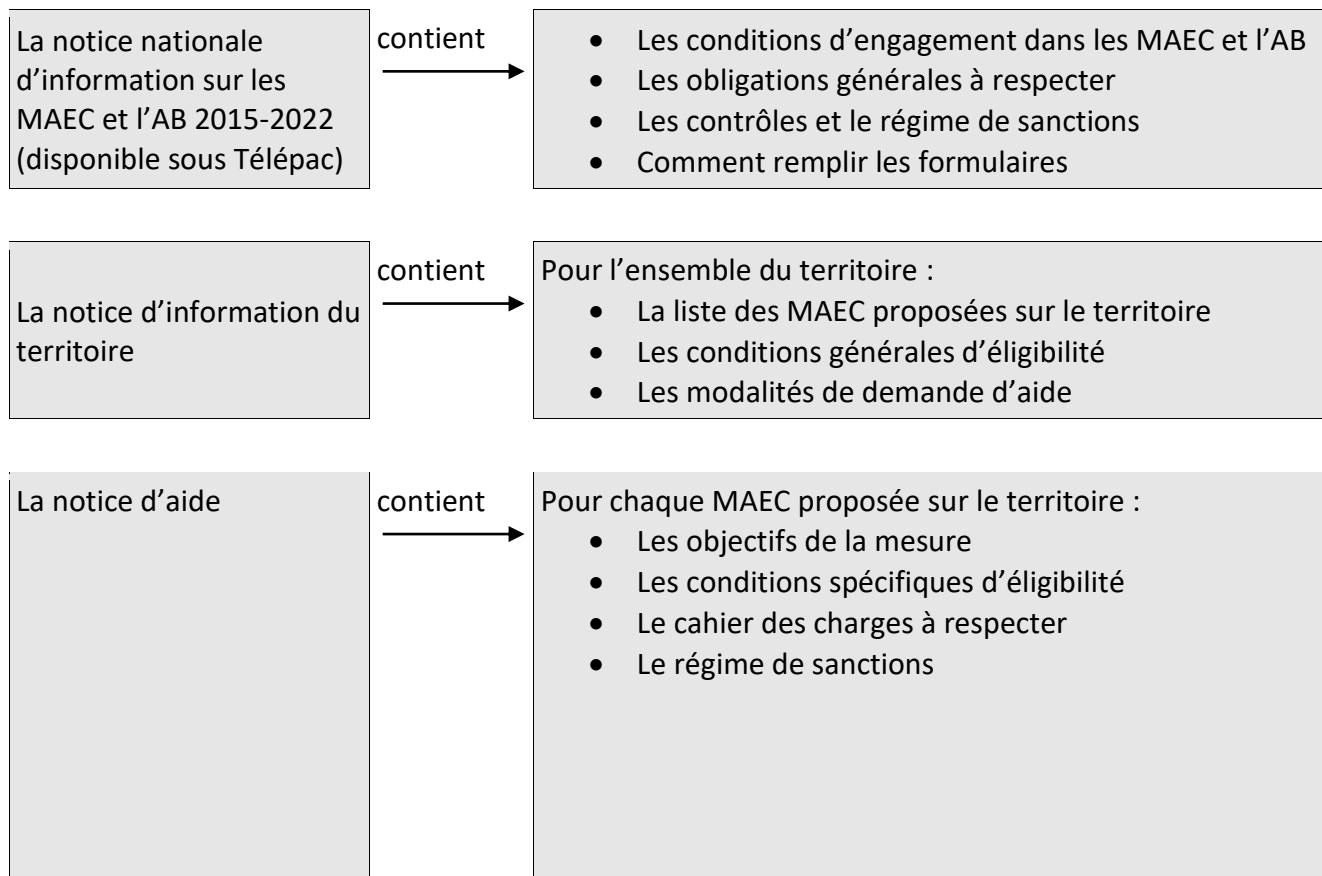 La notice nationale
d’information sur les
MAEC et l’AB 2015-2022
(disponible sous Télépac)
contient
• Les conditions d’engagement dans les MAEC et l’AB
• Les obligations générales à respecter
• Les contrôles et le régime de sanctions
• Comment remplir les formulaires
La notice d’information du
territoire
contient
Pour l’ensemble du territoire :
• La liste des MAEC proposées sur le territoire
• Les conditions générales d’éligibilité
• Les modalités de demande d’aide
La notice d’aide
contient
Pour chaque MAEC proposée sur le territoire :
• Les objectifs de la mesure
• Les conditions spécifiques d’éligibilité
• Le cahier des charges à respecter
• Le régime de sanctions